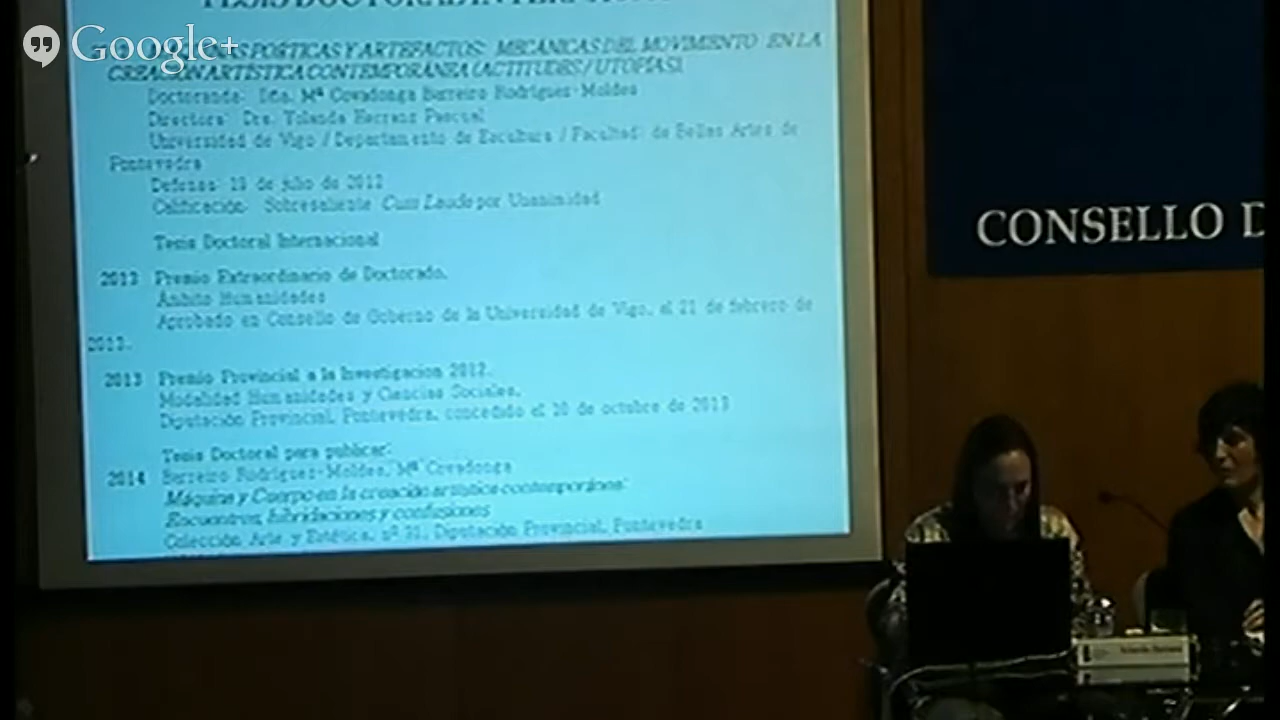 Google+
TESIS DOCTORAL INTERNACIONAL
POÉTICAS Y ARTEFACTOS: MECÁNICAS DEL MOVIMIENTO EN LA
CREACIÓN ARTÍSTICA CONTEMPORÁNEA (ACTITUDES / UTOPÍAS).
Doctoranda: Dña. Mª Covadonga Barreiro Rodríguez-Moldes
Directora: Dra. Yolanda Herranz Pascual
Universidad de Vigo / Departamento de Escultura / Facultad de Bellas Artes de
Pontevedra
Defensa: de julio de 2012
Calificación: Sobresaliente Cum Laude por Unanimidad
Tesis Doctoral Internacional
2013 Premio Extraordinario de Doctorado.
Ámbito Humanidades
Aprobado en Consello de Goberno de la Universidad de Vigo, el 21 de febrero de
2013.
2013 Premio Provincial a la Investigación 2012.
Modalidad Humanidades y Ciencias Sociales.
Diputación Provincial, Pontevedra, concedido el 10 de octubre de 2013
Tesis Doctoral para publicar:
2014 Barreiro Rodríguez-Moldes, Mª Covadonga
Máquina y Cuerpo en la creación artística contemporánea:
Encuentros, hibridaciones y confusiones
Colección Arte y Estética, nº 31, Diputación Provincial, Pontevedra
CONSELLO D
Yolanda Herranz